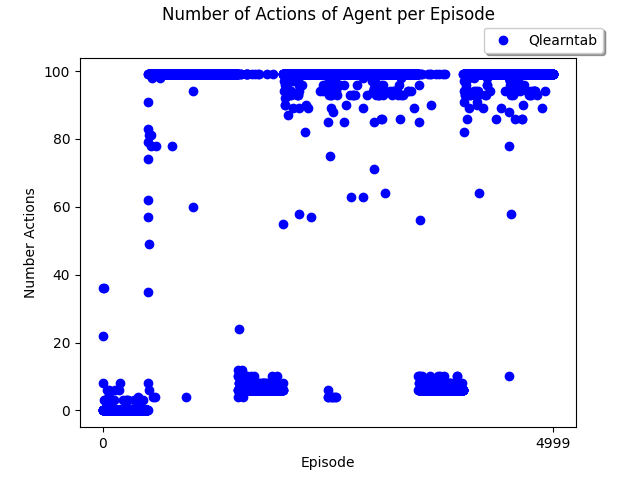 Number of Actions of Agent per Episode
Qlearntab
100
80
60
40
20
0
Number Actions
0
4999
Episode